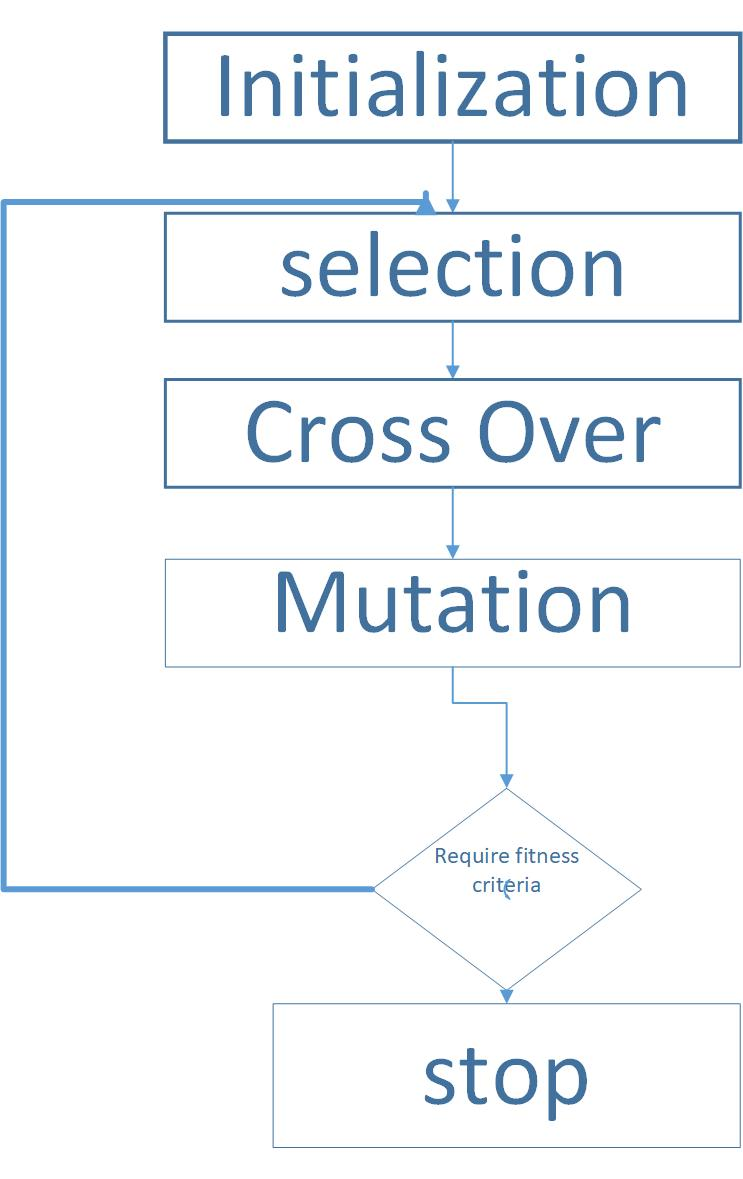 Initialization
selection
Cross Over
Mutation
Require fitness
criteria
stop